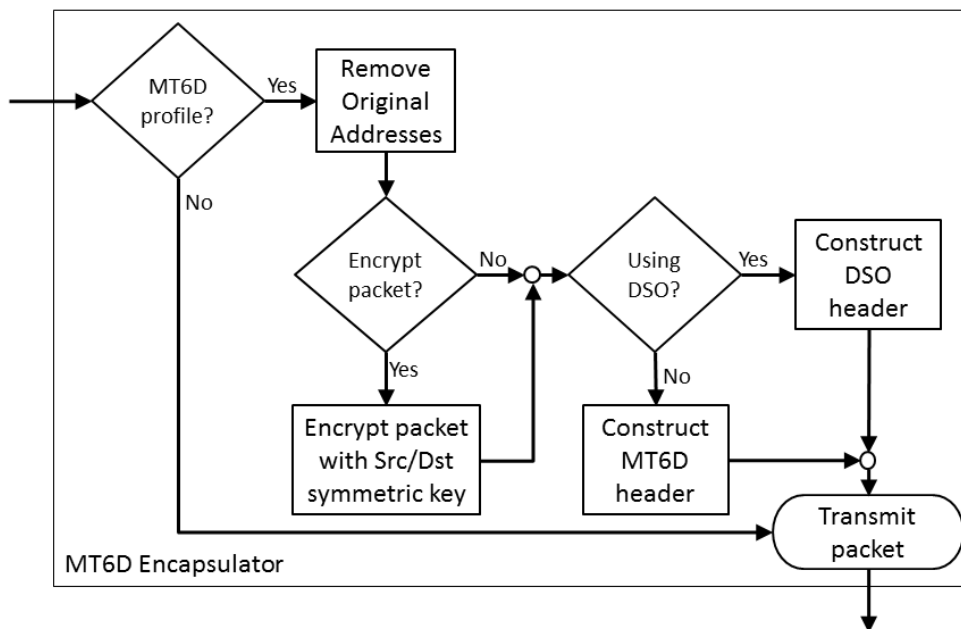 MT6D
profile?
Yes
Remove
Original
Addresses
No
Encrypt
packet?
No
Using
DSO?
Yes
Construct
DSO
header
Yes
No
Encrypt packet
with Src/Dst
symmetric key
Construct
MT6D
header
Transmit
packet
MT6D Encapsulator